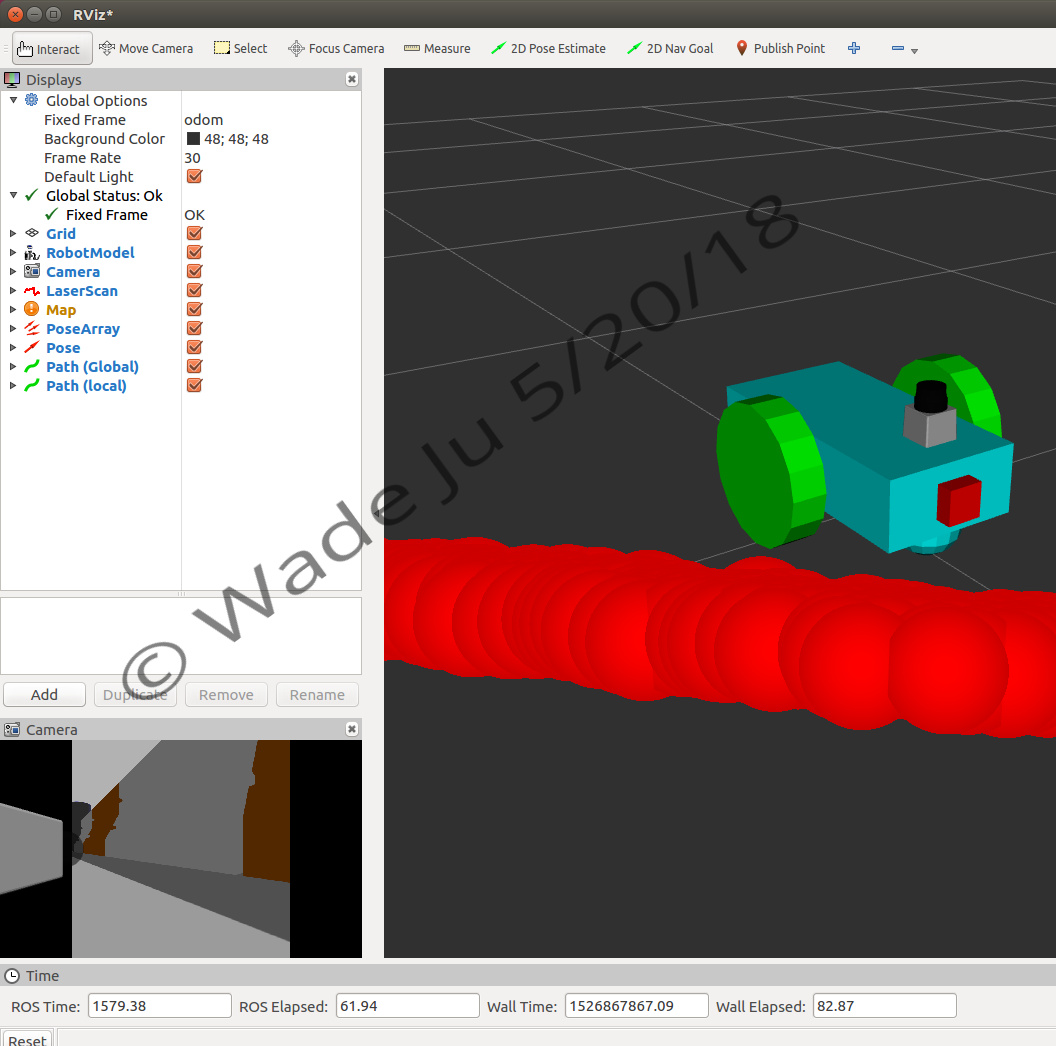 RViz*
Interact Move Camera Select Focus Camera Measure 2D Pose Estimate 2D Nav Goal Publish Point
Displays
Global Options
Fixed Frame odom
Background Color 48; 48; 48
Frame Rate 30
Default Light
Global Status: Ok
Fixed Frame OK
Grid
RobotModel
Camera
LaserScan
Map
PoseArray
Pose
Path (Global)
Path (local)
© Wade Ju 5/20/18
Add Duplicate Remove Rename
Camera
Time
ROS Time: 1579.38 ROS Elapsed: 61.94 Wall Time: 1526867867.09 Wall Elapsed: 82.87
Reset